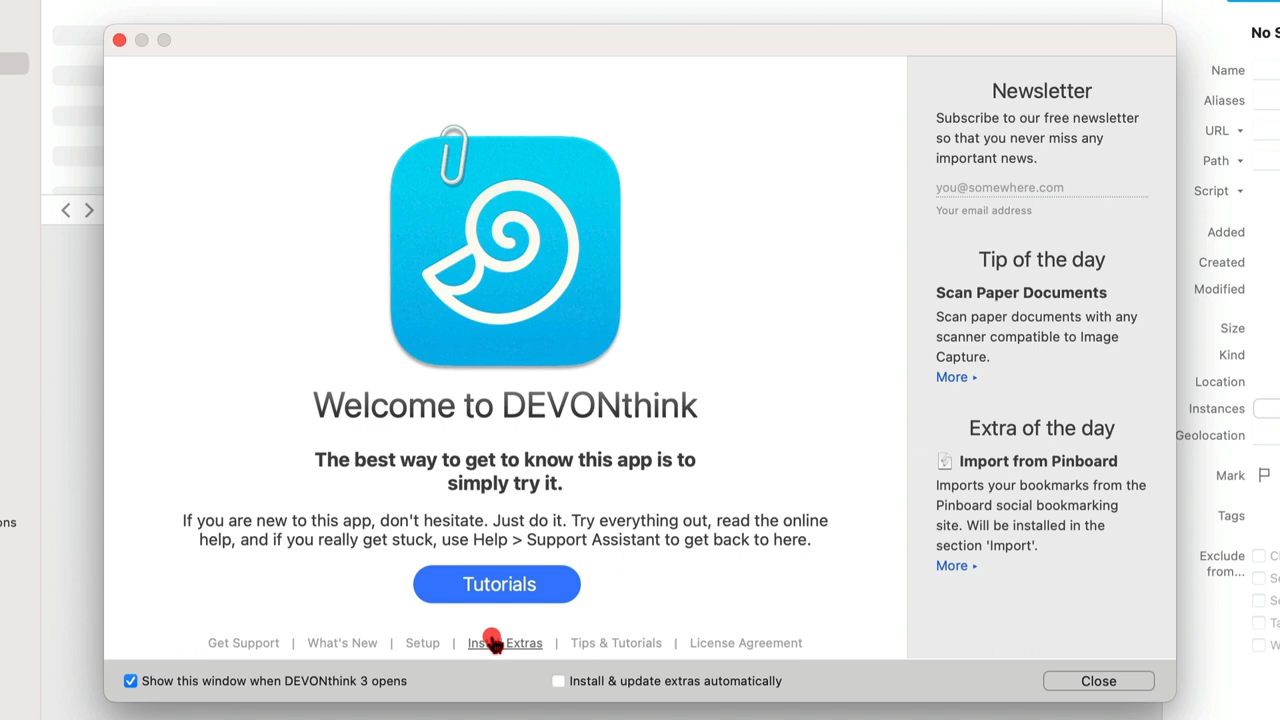 Welcome to DEVONthink
The best way to get to know this app is to
simply try it.
If you are new to this app, don't hesitate. Just do it. Try everything out, read the online
help, and if you really get stuck, use Help > Support Assistant to get back to here.
Tutorials
Get Support | What's New | Setup | Install Extras | Tips & Tutorials | License Agreement
Show this window when DEVONthink 3 opens
Install & update extras automatically
Close
Newsletter
Subscribe to our free newsletter
so that you never miss any
important news.
you@somewhere.com
Your email address
Tip of the day
Scan Paper Documents
Scan paper documents with any
scanner compatible to Image
Capture.
More ▸
Extra of the day
Import from Pinboard
Imports your bookmarks from the
Pinboard social bookmarking
site. Will be installed in the
section 'Import'.
More ▸
No S
Name
Aliases
URL
Path
Script
Added
Created
Modified
Size
Kind
Location
Instances
Geolocation
Mark
Tags
Exclude
from...
ons